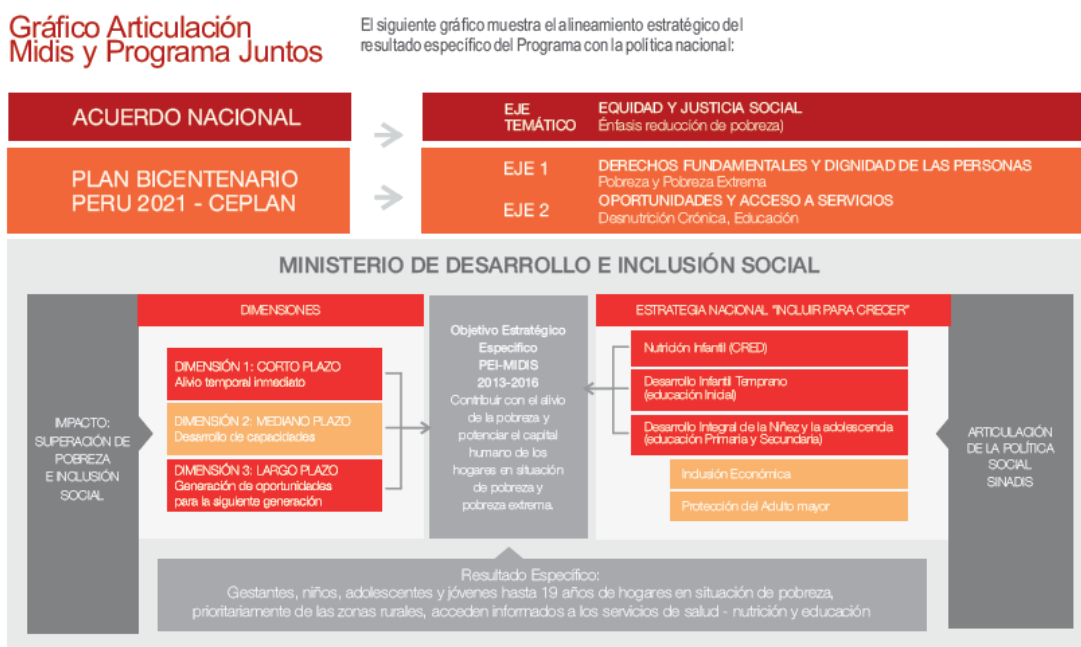 Gráfico Articulación
Midis y Programa Juntos
El siguiente gráfico muestra el alineamiento estratégico del
resultado específico del Programa con la política nacional:
ACUERDO NACIONAL
EJE
TEMÁTICO
EQUIDAD Y JUSTICIA SOCIAL
Énfasis reducción de pobreza)
PLAN BICENTENARIO
PERU 2021 - CEPLAN
EJE 1
DERECHOS FUNDAMENTALES Y DIGNIDAD DE LAS PERSONAS
Pobreza y Pobreza Extrema
EJE 2
OPORTUNIDADES Y ACCESO A SERVICIOS
Desnutrición Crónica, Educación
MINISTERIO DE DESARROLLO E INCLUSIÓN SOCIAL
IMPACTO:
SUPERACIÓN DE
POBREZA
E INCLUSIÓN
SOCIAL
DIMENSIONES
DIMENSIÓN 1: CORTO PLAZO
Alivio temporal inmediato
DIMENSIÓN 2: MEDIANO PLAZO
Desarrollo de capacidades
DIMENSIÓN 3: LARGO PLAZO
Generación de oportunidades
para la siguiente generación
Objetivo Estratégico
Especifico
PEI-MIDIS
2013-2016
Contribuir con el alivio
de la pobreza y
potenciar el capital
humano de los
hogares en situación
de pobreza y
pobreza extrema.
ESTRATEGIA NACIONAL "INCLUIR PARA CRECER"
Nutrición Infantil (CRED)
Desarrollo Infantil Temprano
(educación Inicial)
Desarrollo Integral de la Niñez y la adolescencia
(educación Primaria y Secundaria)
Inclusión Económica
Protección del Adulto mayor
ARTICULACIÓN
DE LA POLÍTICA
SOCIAL
SINADIS
Resultado Específico:
Gestantes, niños, adolescentes y jóvenes hasta 19 años de hogares en situación de pobreza,
prioritariamente de las zonas rurales, acceden informados a los servicios de salud - nutrición y educación